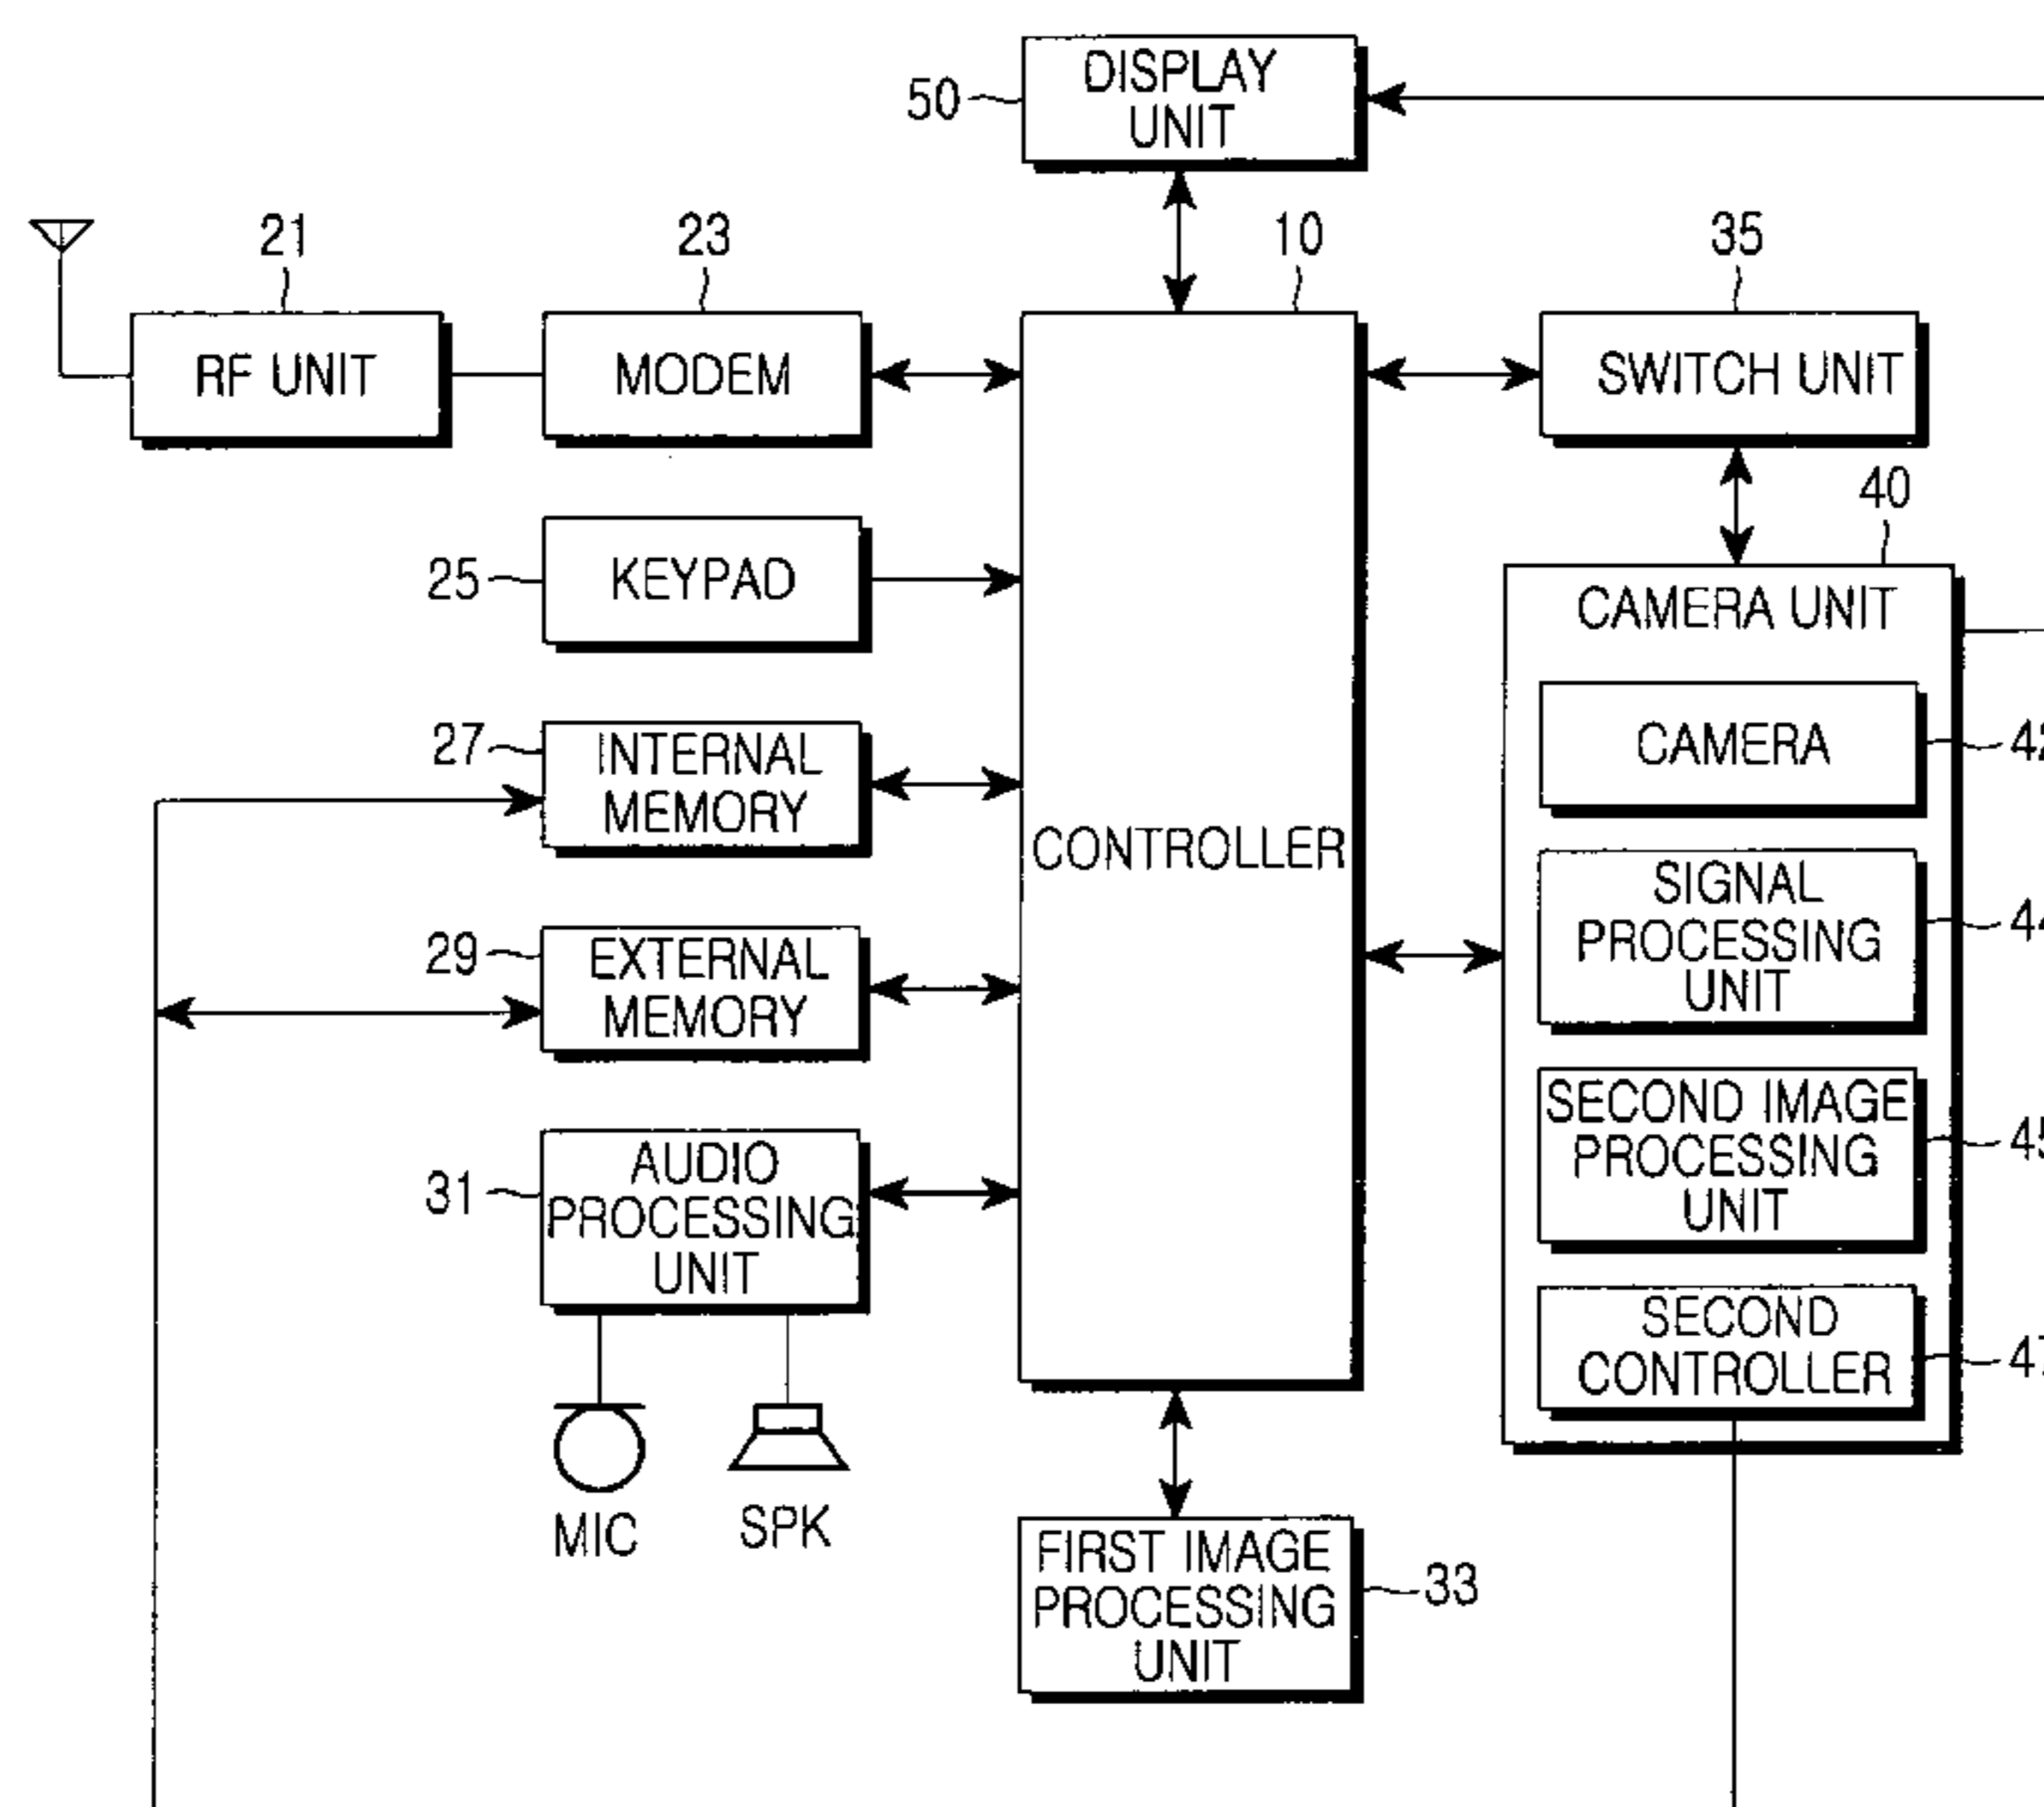 DISPLAY
UNIT
50
21
23
10
35
RF UNIT
MODEM
SWITCH UNIT
40
25
KEYPAD
CAMERA UNIT
27
INTERNAL
MEMORY
CAMERA
CONTROLLER
SIGNAL
PROCESSING
UNIT
29
EXTERNAL
MEMORY
SECOND IMAGE
PROCESSING
UNIT
31
AUDIO
PROCESSING
UNIT
SECOND
CONTROLLER
MIC
SPK
FIRST IMAGE
PROCESSING
UNIT
33